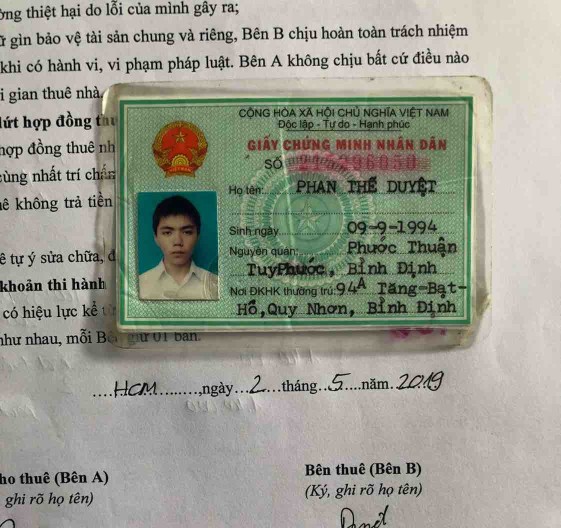 ờng thiệt hại do lỗi của mình gây ra;
ữ gìn bảo vệ tài sản chung và riêng, Bên B chịu hoàn toàn trách nhiệm
khi có hành vi, vi phạm pháp luật. Bên A không chịu bất cứ điều nào
i gian thuê nhà.
hợp đồng
hợp đồng thuê nh
cùng nhất trí
không trả tiền
ê tự ý sửa chữa, đ
khoản thi hành
có hiệu lực kể
như nhau, mỗi giữ 01 bản.
CỘNG HÒA XÃ HỘI CHỦ NGHĨA VIỆT NAM
Độc lập - Tự do - Hạnh phúc
GIẤY CHỨNG MINH NHÂN DÂN
SỐ
Họ tên: PHAN THẾ DUYỆT
Sinh ngày 09-9-1994
Nguyên quán: Phước Thuận
TuyPhước, Bình Định
Nơi ĐKHK thường trú: 94A Tăng-Bạt-
Hổ, Quy Nhơn, Bình Định
HCM, ngày 2 tháng 5 năm 2019
ho thuê (Bên A)
Bên thuê (Bên B)
ghi rõ họ tên)
(Ký, ghi rõ họ tên)